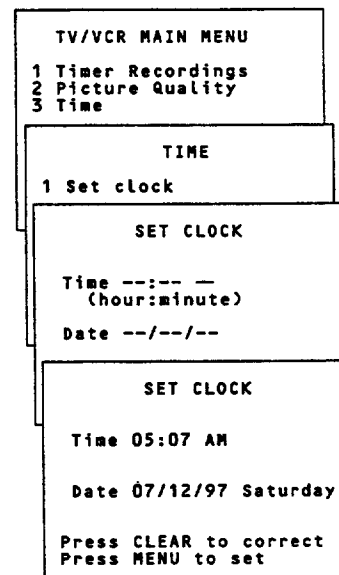 TV/VCR MAIN MENU
1 Timer Recordings
2 Picture Quality
3 Time
TIME
1 Set clock
SET CLOCK
Time --:-- --
(hour:minute)
Date --/--/--
SET CLOCK
Time 05:07 AM
Date 07/12/97 Saturday
Press CLEAR to correct
Press MENU to set